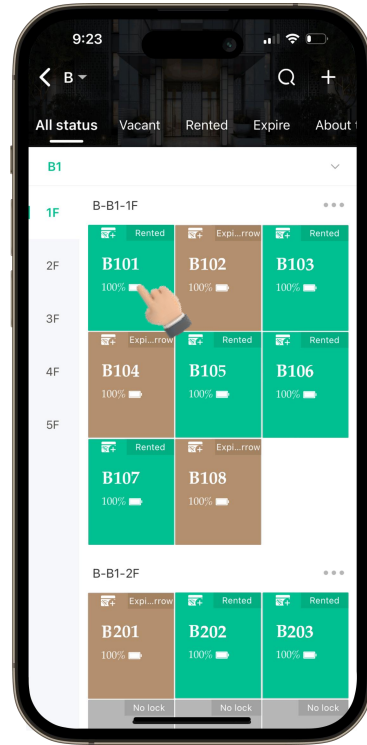 9:23
B
All status Vacant Rented Expire About
B1
1F
2F
3F
4F
5F
B-B1-1F
Rented
B101
100%
Expi...rrow
B102
100%
Rented
B103
100%
Expi...rrow
B104
100%
Rented
B105
100%
Rented
B106
100%
Rented
B107
100%
Expi...rrow
B108
100%
B-B1-2F
Expi...rrow
B201
100%
Rented
B202
100%
Rented
B203
100%
No lock
No lock
No lock